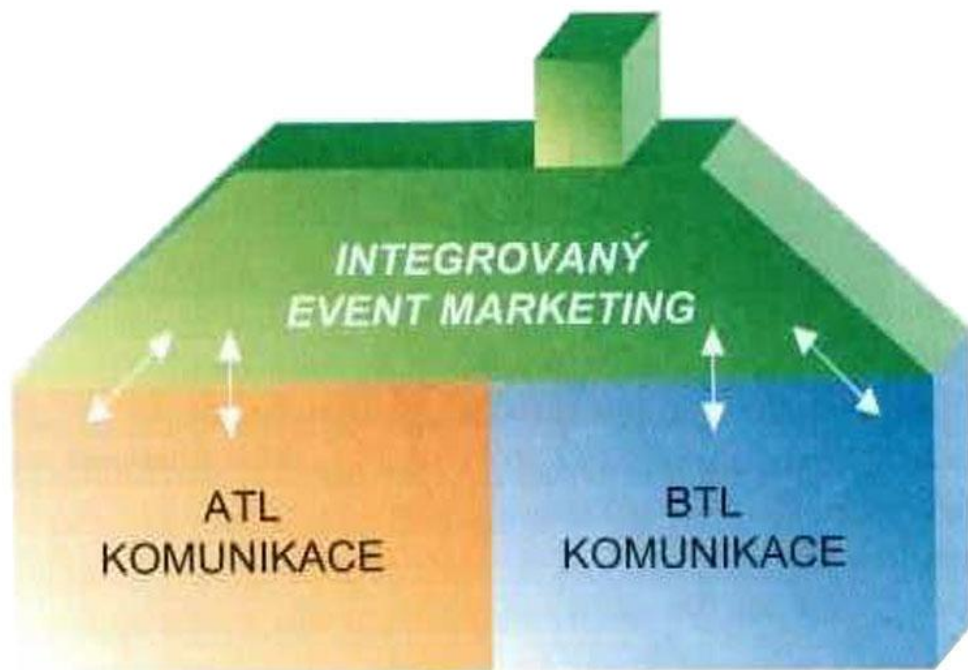 INTEGROVANÝ
EVENT MARKETING
ATL
KOMUNIKACE
BTL
KOMUNIKACE